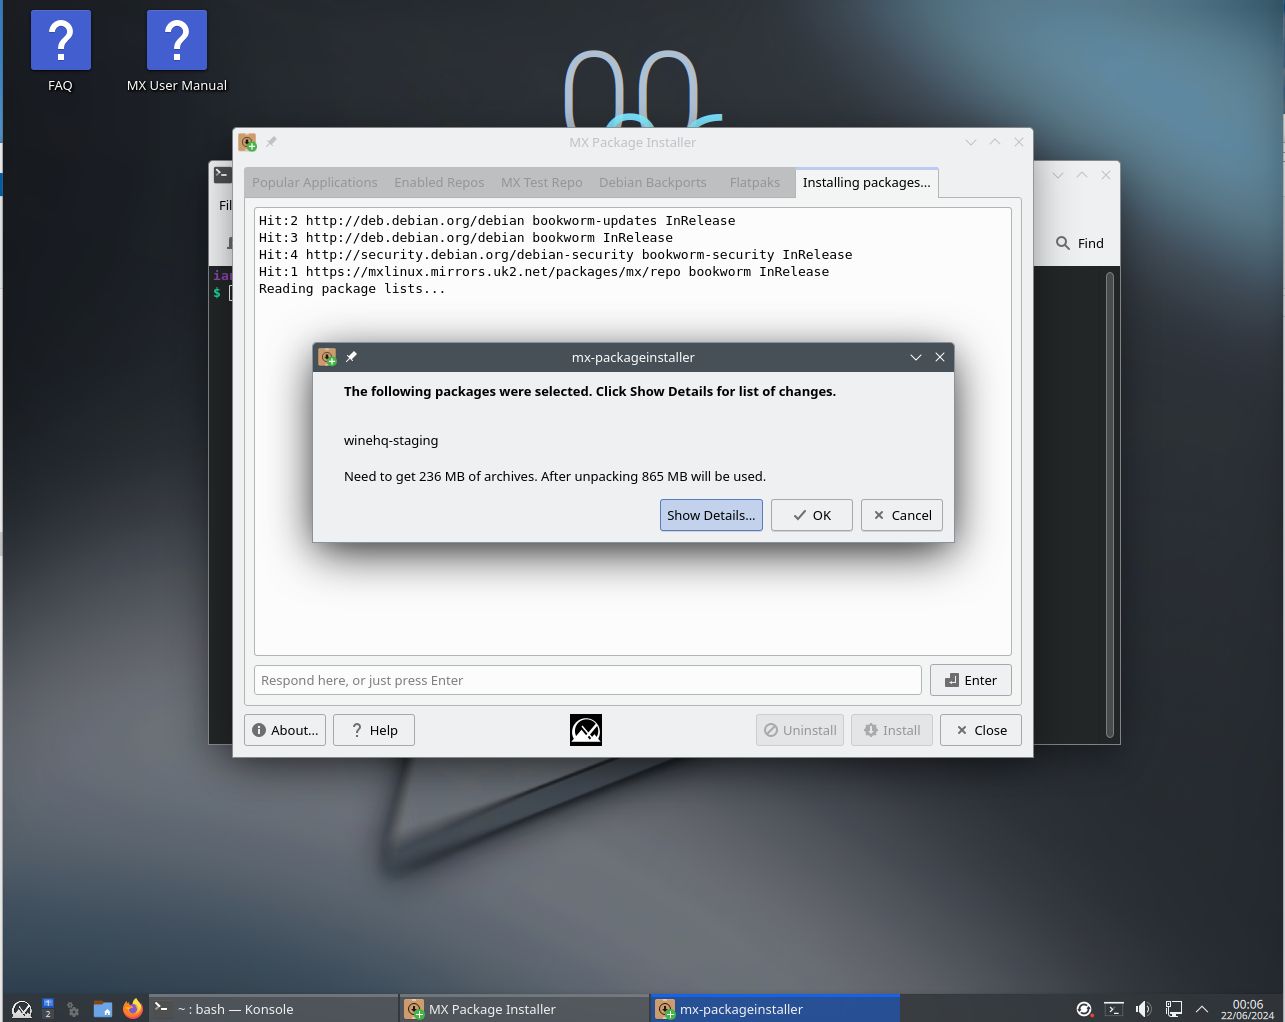 ?
?
FAQ
MX User Manual
00
MX Package Installer
Fil
Find
Popular Applications
Enabled Repos
MX Test Repo
Debian Backports
Flatpaks
Installing packages...
Hit:2 http://deb.debian.org/debian bookworm-updates InRelease
Hit:3 http://deb.debian.org/debian bookworm InRelease
Hit:4 http://security.debian.org/debian-security bookworm-security InRelease
Hit:1 https://mxlinux.mirrors.uk2.net/packages/mx/repo bookworm InRelease
Reading package lists...
ia
$
mx-packageinstaller
The following packages were selected. Click Show Details for list of changes.
winehq-staging
Need to get 236 MB of archives. After unpacking 865 MB will be used.
Show Details...
OK
Cancel
Respond here, or just press Enter
Enter
About...
? Help
Uninstall
Install
Close
2
~ : bash — Konsole
MX Package Installer
mx-packageinstaller
00:06
22/06/2024